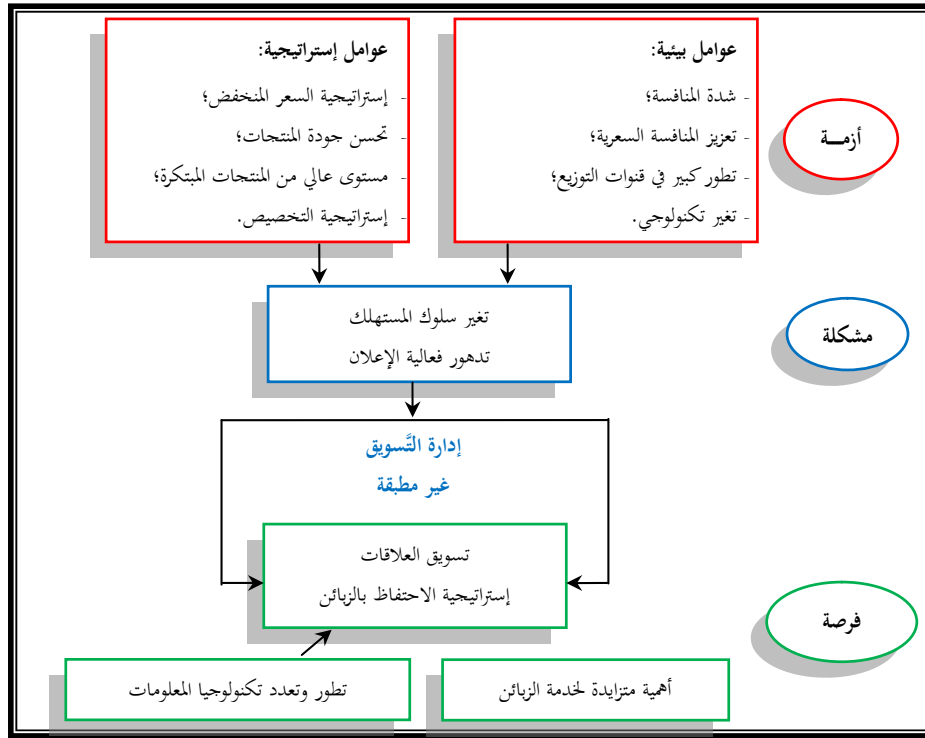 عوامل بيئية:
- شدة المنافسة؛
- تعزيز المنافسة السعرية؛
- تطور كبير في قنوات التوزيع؛
- تغير تكنولوجي.
عوامل إستراتيجية:
- إستراتيجية السعر المنخفض؛
- تحسن جودة المنتجات؛
- مستوى عالي من المنتجات المبتكرة؛
- إستراتيجية التخصيص.
أزمــة
تغير سلوك المستهلك
تدهور فعالية الإعلان
مشكلة
إدارة التَّسويق
غير مطبقة
تسويق العلاقات
إستراتيجية الاحتفاظ بالزبائن
فرصة
أهمية متزايدة لخدمة الزبائن
تطور وتعدد تكنولوجيا المعلومات